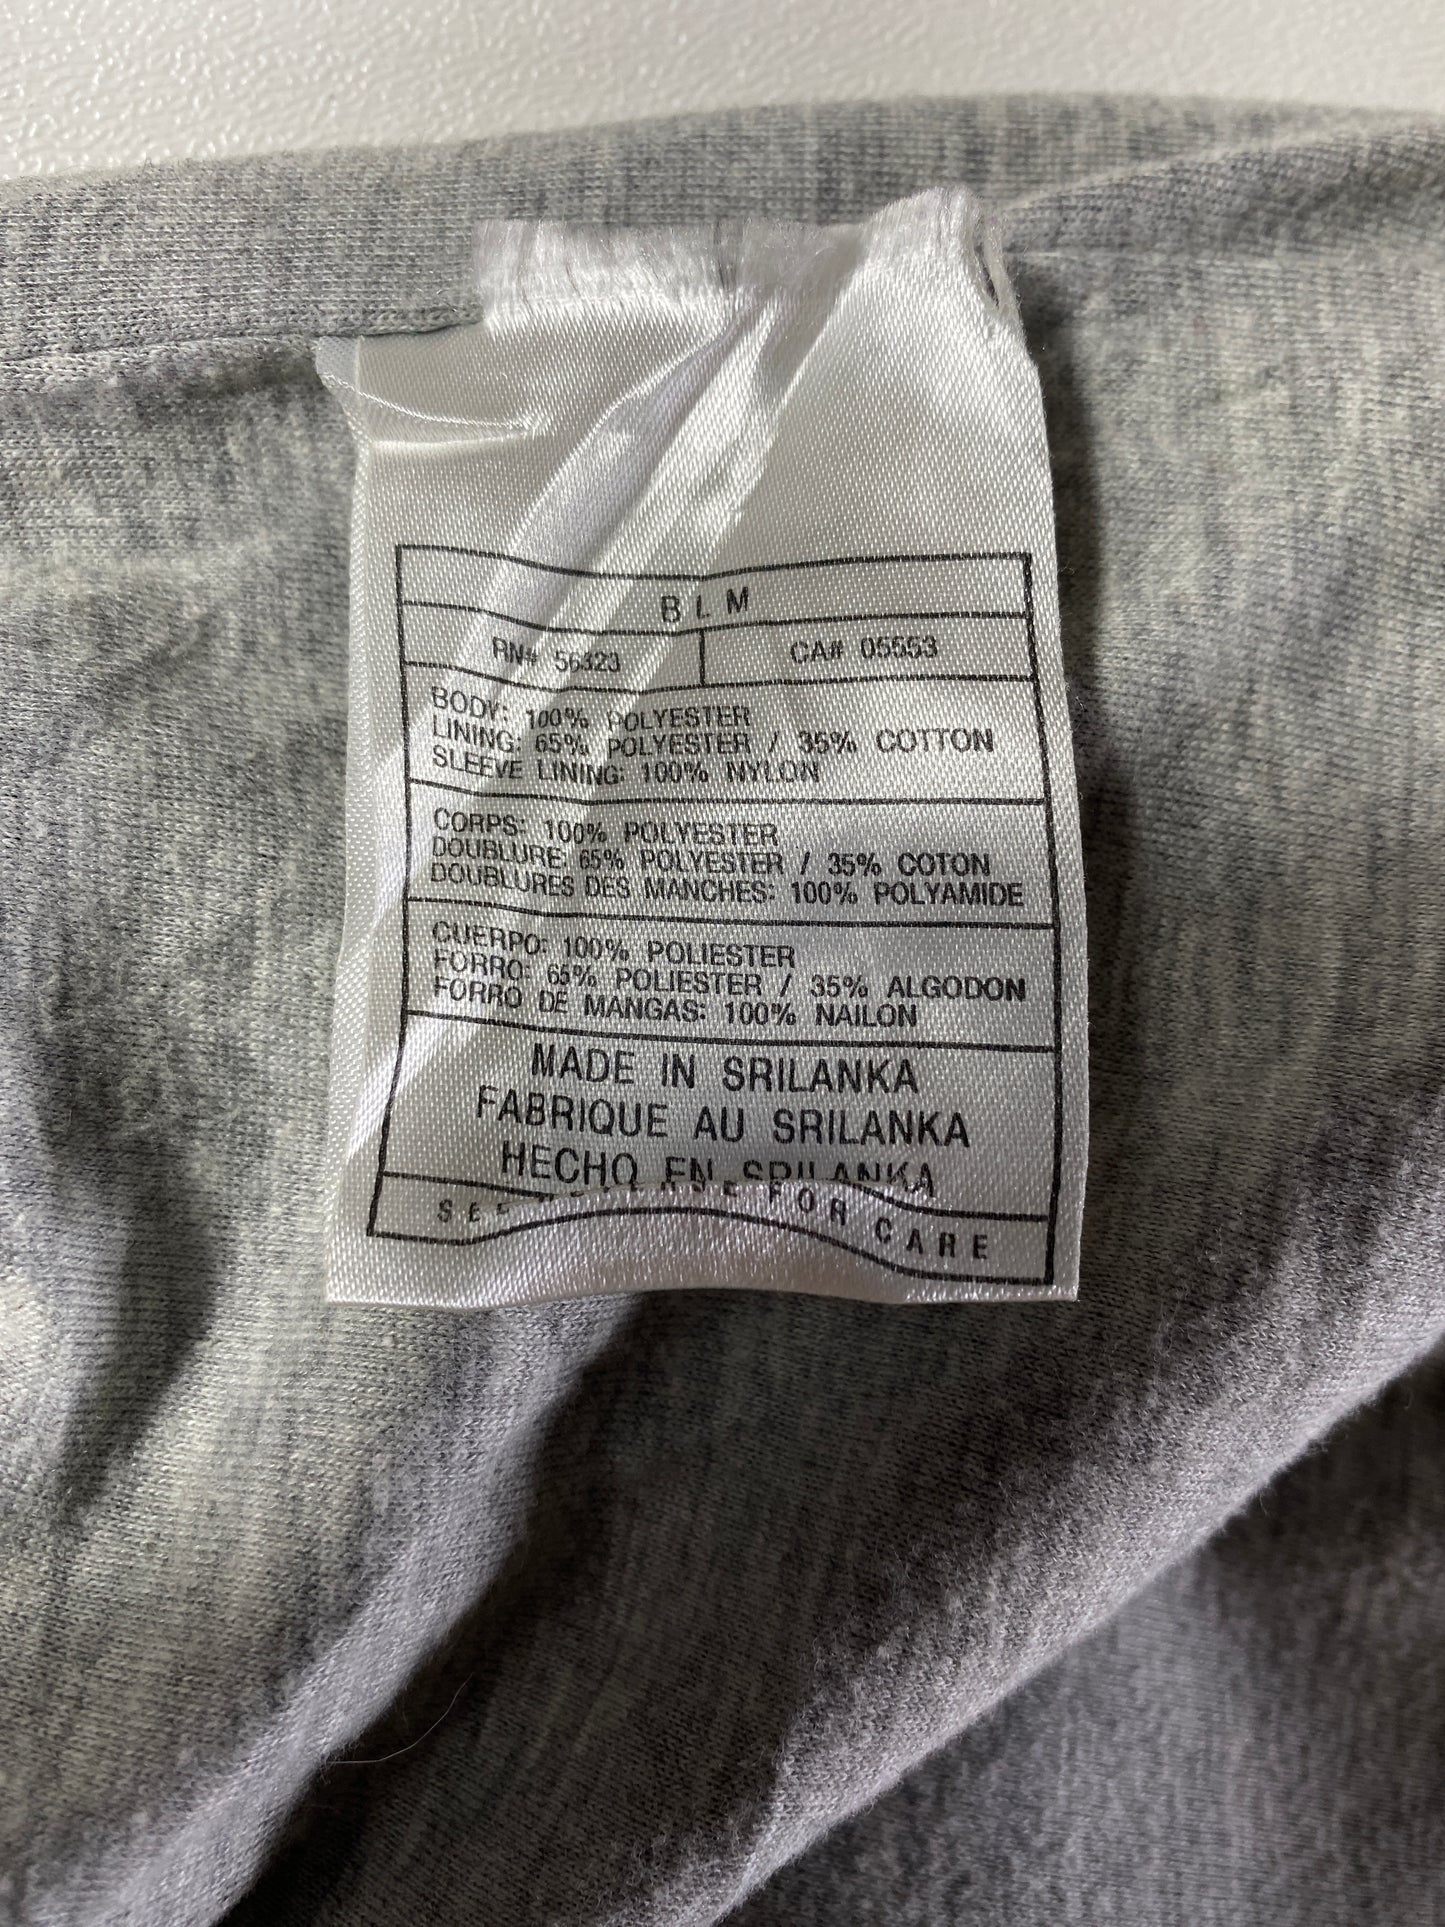 BLM
RN# 56323 CA# 05553
BODY: 100% POLYESTER
LINING: 65% POLYESTER / 35% COTTON
SLEEVE LINING: 100% NYLON
CORPS: 100% POLYESTER
DOUBLURE: 65% POLYESTER / 35% COTON
DOUBLURES DES MANCHES: 100% POLYAMIDE
CUERPO: 100% POLIESTER
FORRO: 65% POLIESTER / 35% ALGODON
FORRO DE MANGAS: 100% NAILON
MADE IN SRILANKA
FABRIQUE AU SRILANKA
HECHO EN SRILANKA
SEE REVERSE FOR CARE